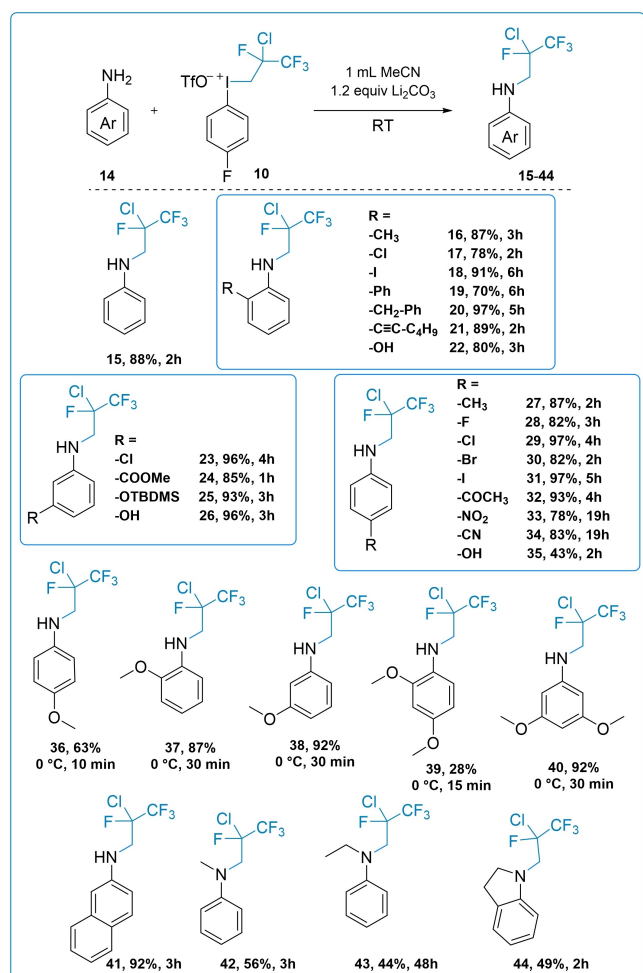 Cl
F
CF₃
NH₂
TfO⁻
+
I
1 mL MeCN
1.2 equiv Li₂CO₃
RT
Cl
F
CF₃
HN
Ar
+
Ar
F
14
10
15-44
Cl
CF₃
F
HN
15, 88%, 2h
Cl
CF₃
F
HN
R
R =
-CH₃ 16, 87%, 3h
-Cl 17, 78%, 2h
-I 18, 91%, 6h
-Ph 19, 70%, 6h
-CH₂-Ph 20, 97%, 5h
-C≡C-C₄H₉ 21, 89%, 2h
-OH 22, 80%, 3h
Cl
CF₃
F
HN
R
R =
-Cl 23, 96%, 4h
-COOMe 24, 85%, 1h
-OTBDMS 25, 93%, 3h
-OH 26, 96%, 3h
Cl
CF₃
F
HN
R
R =
-CH₃ 27, 87%, 2h
-F 28, 82%, 3h
-Cl 29, 97%, 4h
-Br 30, 82%, 2h
-I 31, 97%, 5h
-COCH₃ 32, 93%, 4h
-NO₂ 33, 78%, 19h
-CN 34, 83%, 19h
-OH 35, 43%, 2h
Cl
CF₃
F
HN
O
36, 63%
0 °C, 10 min
Cl
CF₃
F
HN
O
37, 87%
0 °C, 30 min
Cl
CF₃
F
HN
O
38, 92%
0 °C, 30 min
Cl
CF₃
F
HN
O
O
39, 28%
0 °C, 15 min
Cl
CF₃
F
HN
O
O
40, 92%
0 °C, 30 min
Cl
CF₃
F
HN
41, 92%, 3h
Cl
CF₃
F
N
42, 56%, 3h
Cl
CF₃
F
N
43, 44%, 48h
Cl
CF₃
F
N
44, 49%, 2h